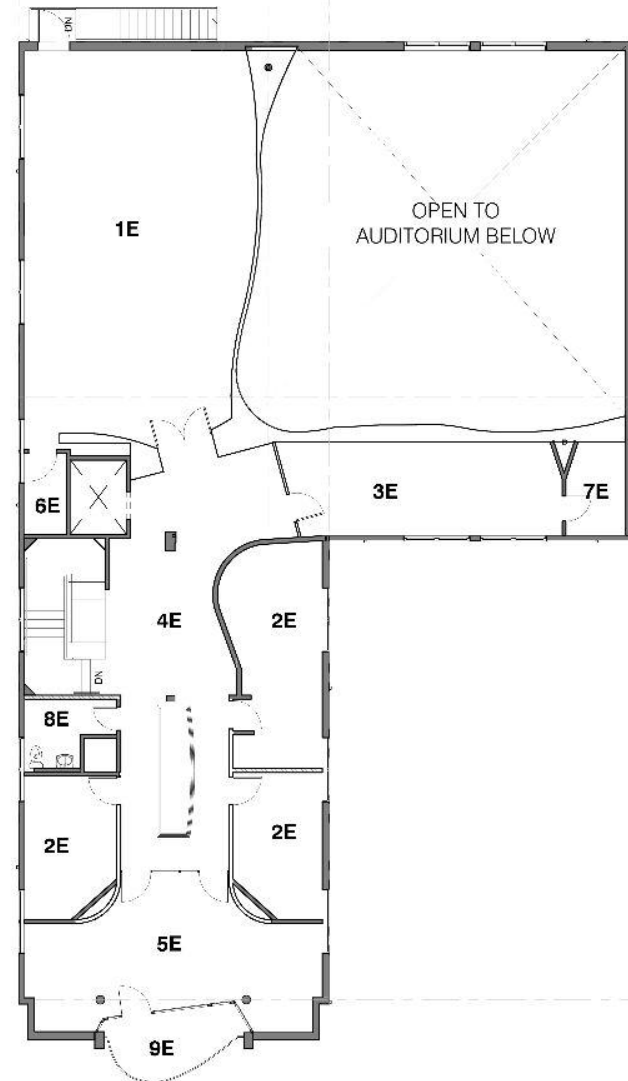 DN
OPEN TO
AUDITORIUM BELOW
1E
6E
3E
7E
4E
2E
DN
8E
2E
2E
5E
9E